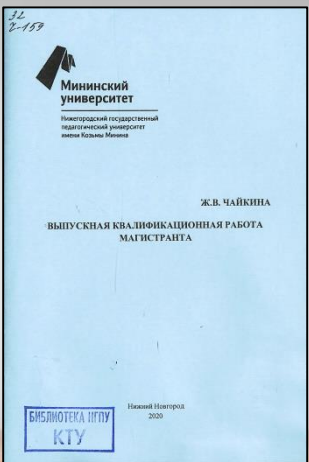 32
Ч-159
Мининский
университет
Нижегородский государственный
педагогический университет
имени Козьмы Минина
Ж.В. ЧАЙКИНА
ВЫПУСКНАЯ КВАЛИФИКАЦИОННАЯ РАБОТА
МАГИСТРАНТА
Нижний Новгород
2020
БИБЛИОТЕКА НГПУ
КТУ